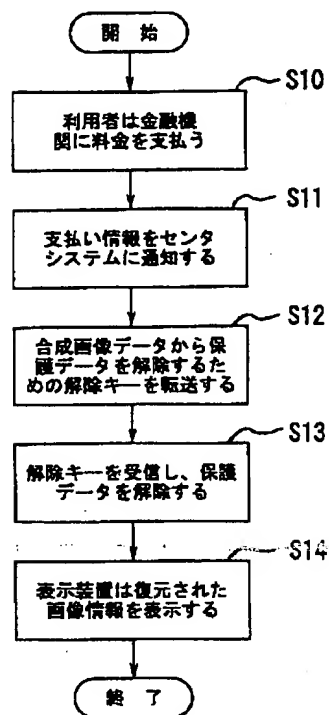 開 始
S10
利用者は金融機
関に料金を支払う
S11
支払い情報をセンタ
システムに通知する
S12
合成画像データから保
護データを解除するた
めの解除キーを転送する
S13
解除キーを受信し、保護
データを解除する
S14
表示装置は復元された
画像情報を表示する
終 了